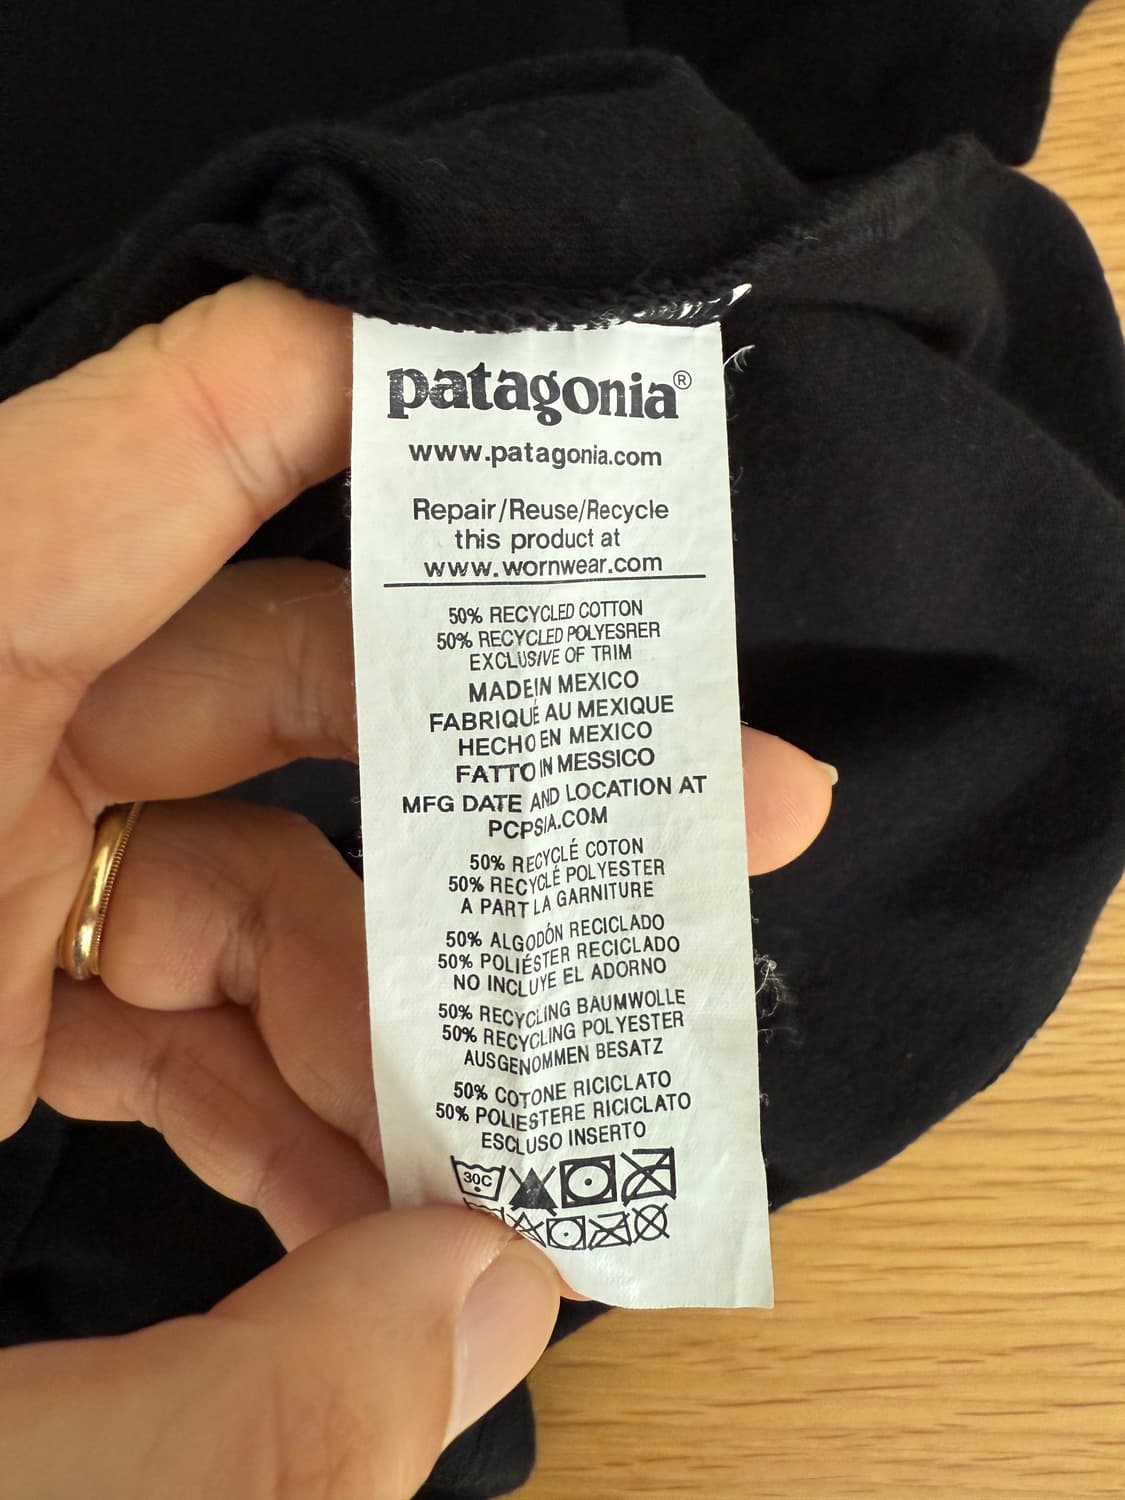 patagonia®
www.patagonia.com
Repair/Reuse/Recycle
this product at
www.wornwear.com
50% RECYCLED COTTON
50% RECYCLED POLYESRER
EXCLUSIVE OF TRIM
MADE IN MEXICO
FABRIQUÉ AU MEXIQUE
HECHO EN MEXICO
FATTO IN MESSICO
MFG DATE AND LOCATION AT
PCPSIA.COM
50% RECYCLÉ COTON
50% RECYCLÉ POLYESTER
A PART LA GARNITURE
50% ALGODÓN RECICLADO
50% POLIÉSTER RECICLADO
NO INCLUYE EL ADORNO
50% RECYCLING BAUMWOLLE
50% RECYCLING POLYESTER
AUSGENOMMEN BESATZ
50% COTONE RICICLATO
50% POLIESTERE RICICLATO
ESCLUSO INSERTO
30C